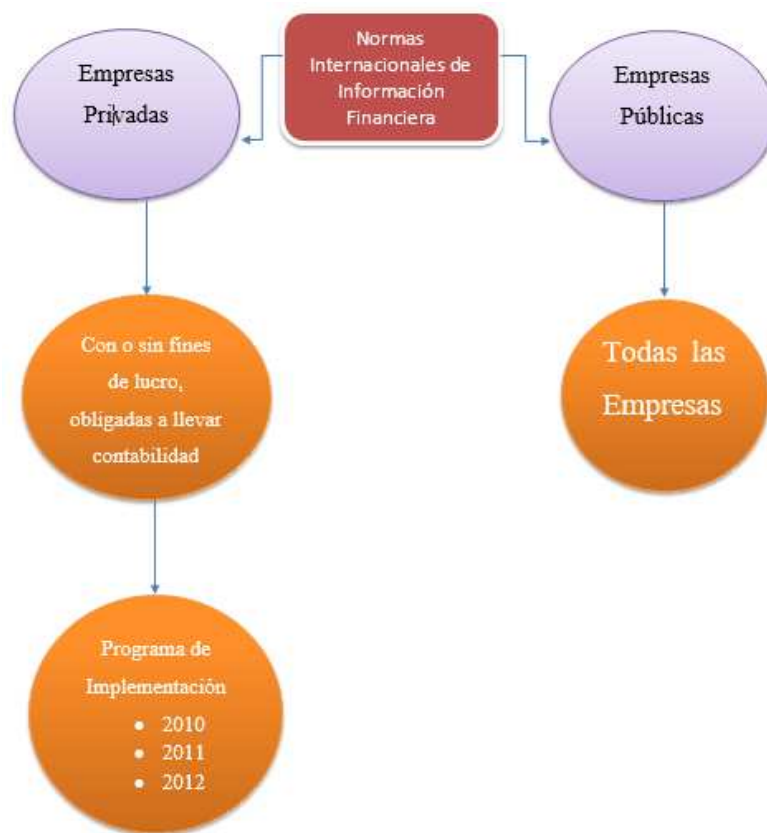 Normas
Internacionales de
Información
Financiera
Empresas
Privadas
Empresas
Públicas
Con o sin fines
de lucro,
obligadas a llevar
contabilidad
Todas las
Empresas
Programa de
Implementación
• 2010
• 2011
• 2012